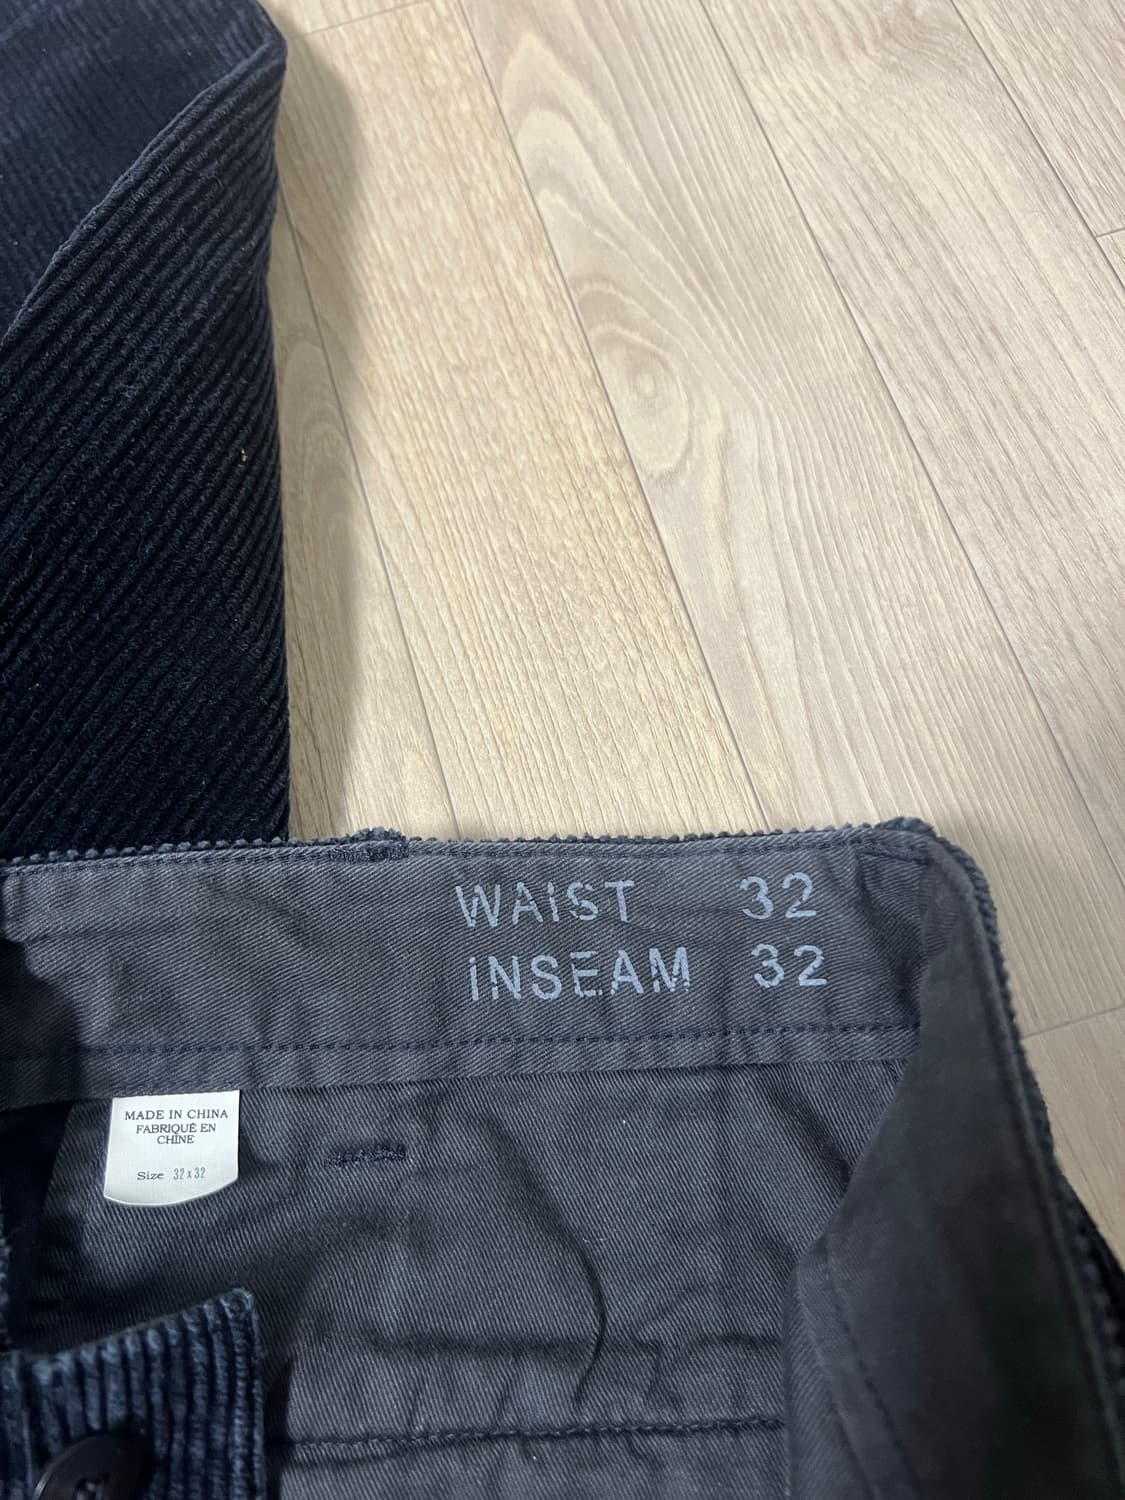 WAIST 32
INSEAM 32
MADE IN CHINA
FABRIQUÉ EN
CHINE
Size 32 x 32